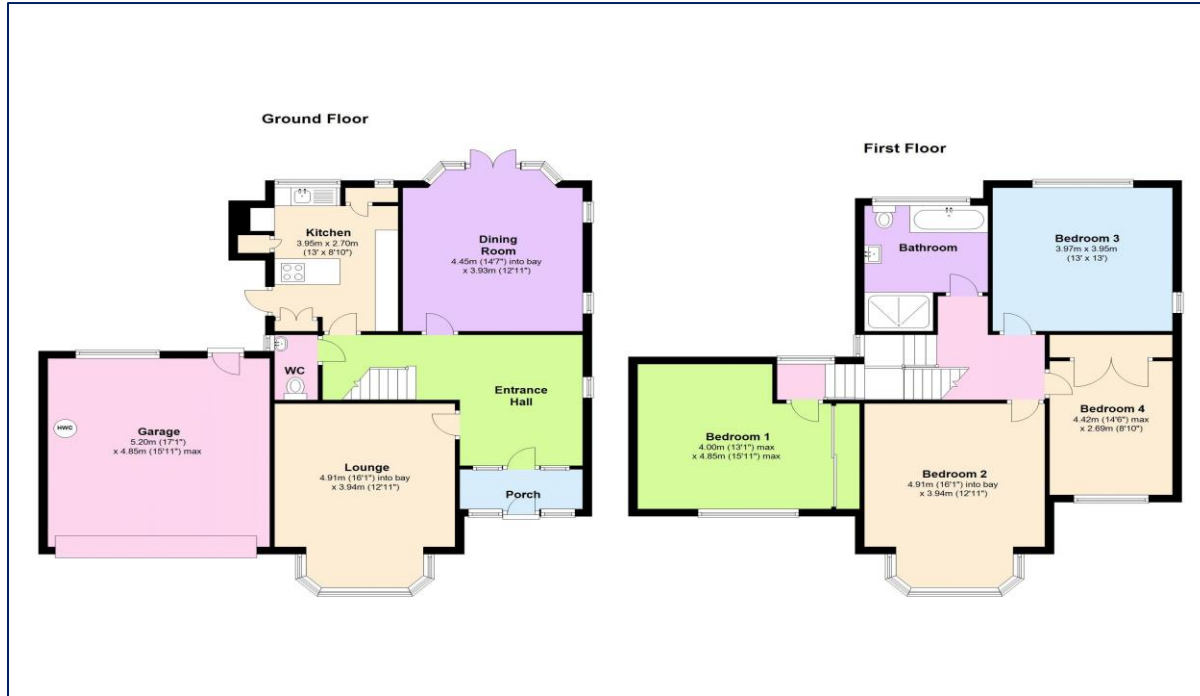 Ground Floor
Kitchen
3.95m x 2.70m
(13' x 8'10")
Dining
Room
4.45m (14'7") into bay
x 3.93m (12'11")
WC
Entrance
Hall
HWC
Garage
5.20m (17'1")
x 4.85m (15'11") max
Lounge
4.91m (16'1") into bay
x 3.94m (12'11")
Porch
First Floor
Bathroom
Bedroom 3
3.97m x 3.95m
(13' x 13')
Bedroom 1
4.00m (13'1") max
x 4.85m (15'11") max
Bedroom 2
4.91m (16'1") into bay
x 3.94m (12'11")
Bedroom 4
4.42m (14'6") max
x 2.69m (8'10")